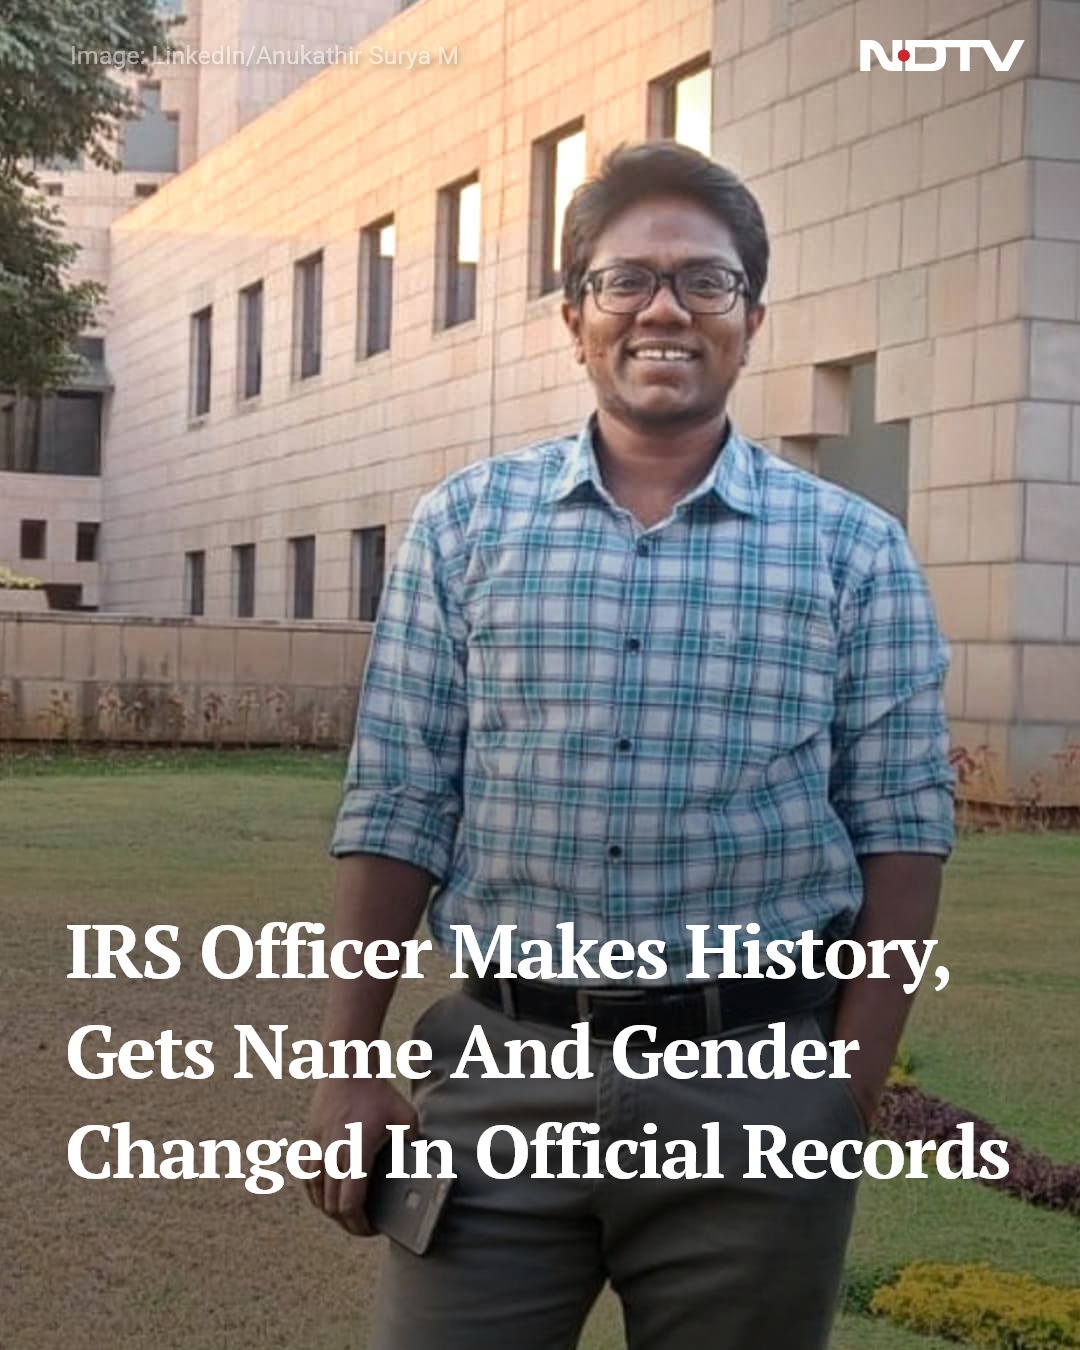 Image: LinkedIn/Anukathir Surya M
NDTV
IRS Officer Makes History,
Gets Name And Gender
Changed In Official Records